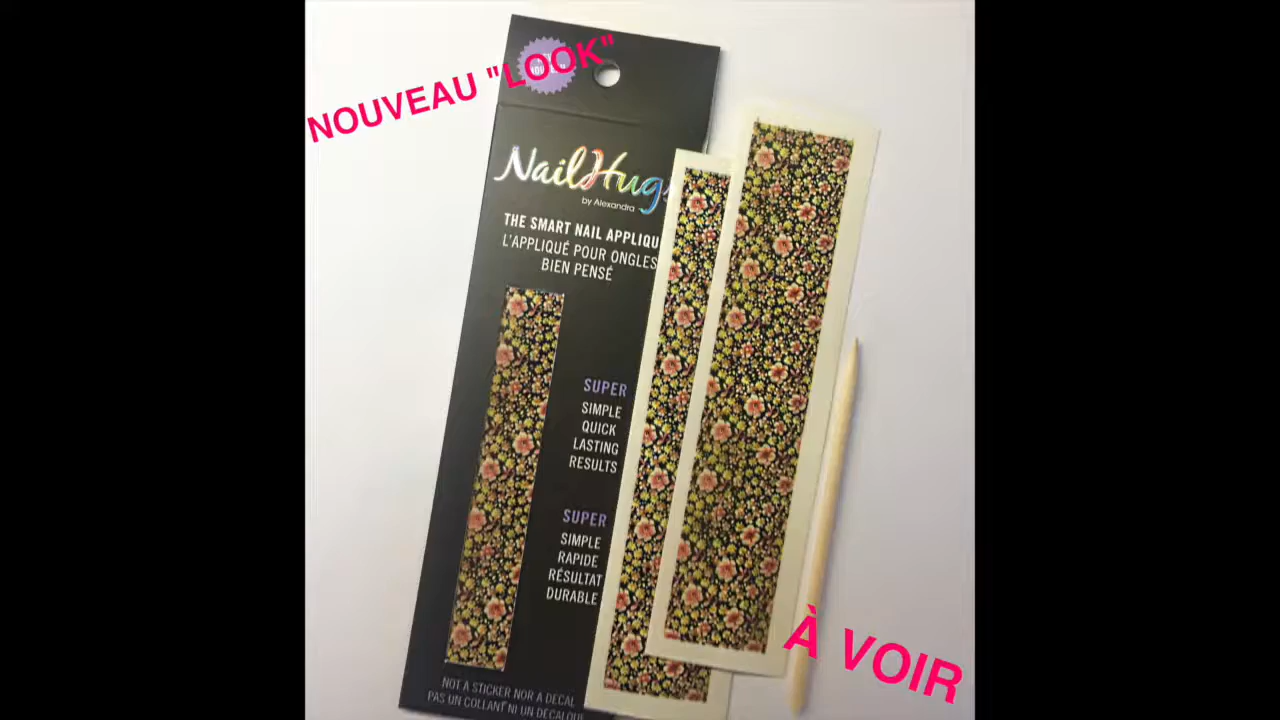 NOUVEAU "LOOK"
NailHugs
by Alexandra
THE SMART NAIL APPLIQU
L'APPLIQUÉ POUR ONGLES
BIEN PENSÉ
SUPER
SIMPLE
QUICK
LASTING
RESULTS
SUPER
SIMPLE
RAPIDE
RÉSULTAT
DURABLE
NOT A STICKER NOR A DECAL
PAS UN COLLANT NI UN DECALQUE
À VOIR